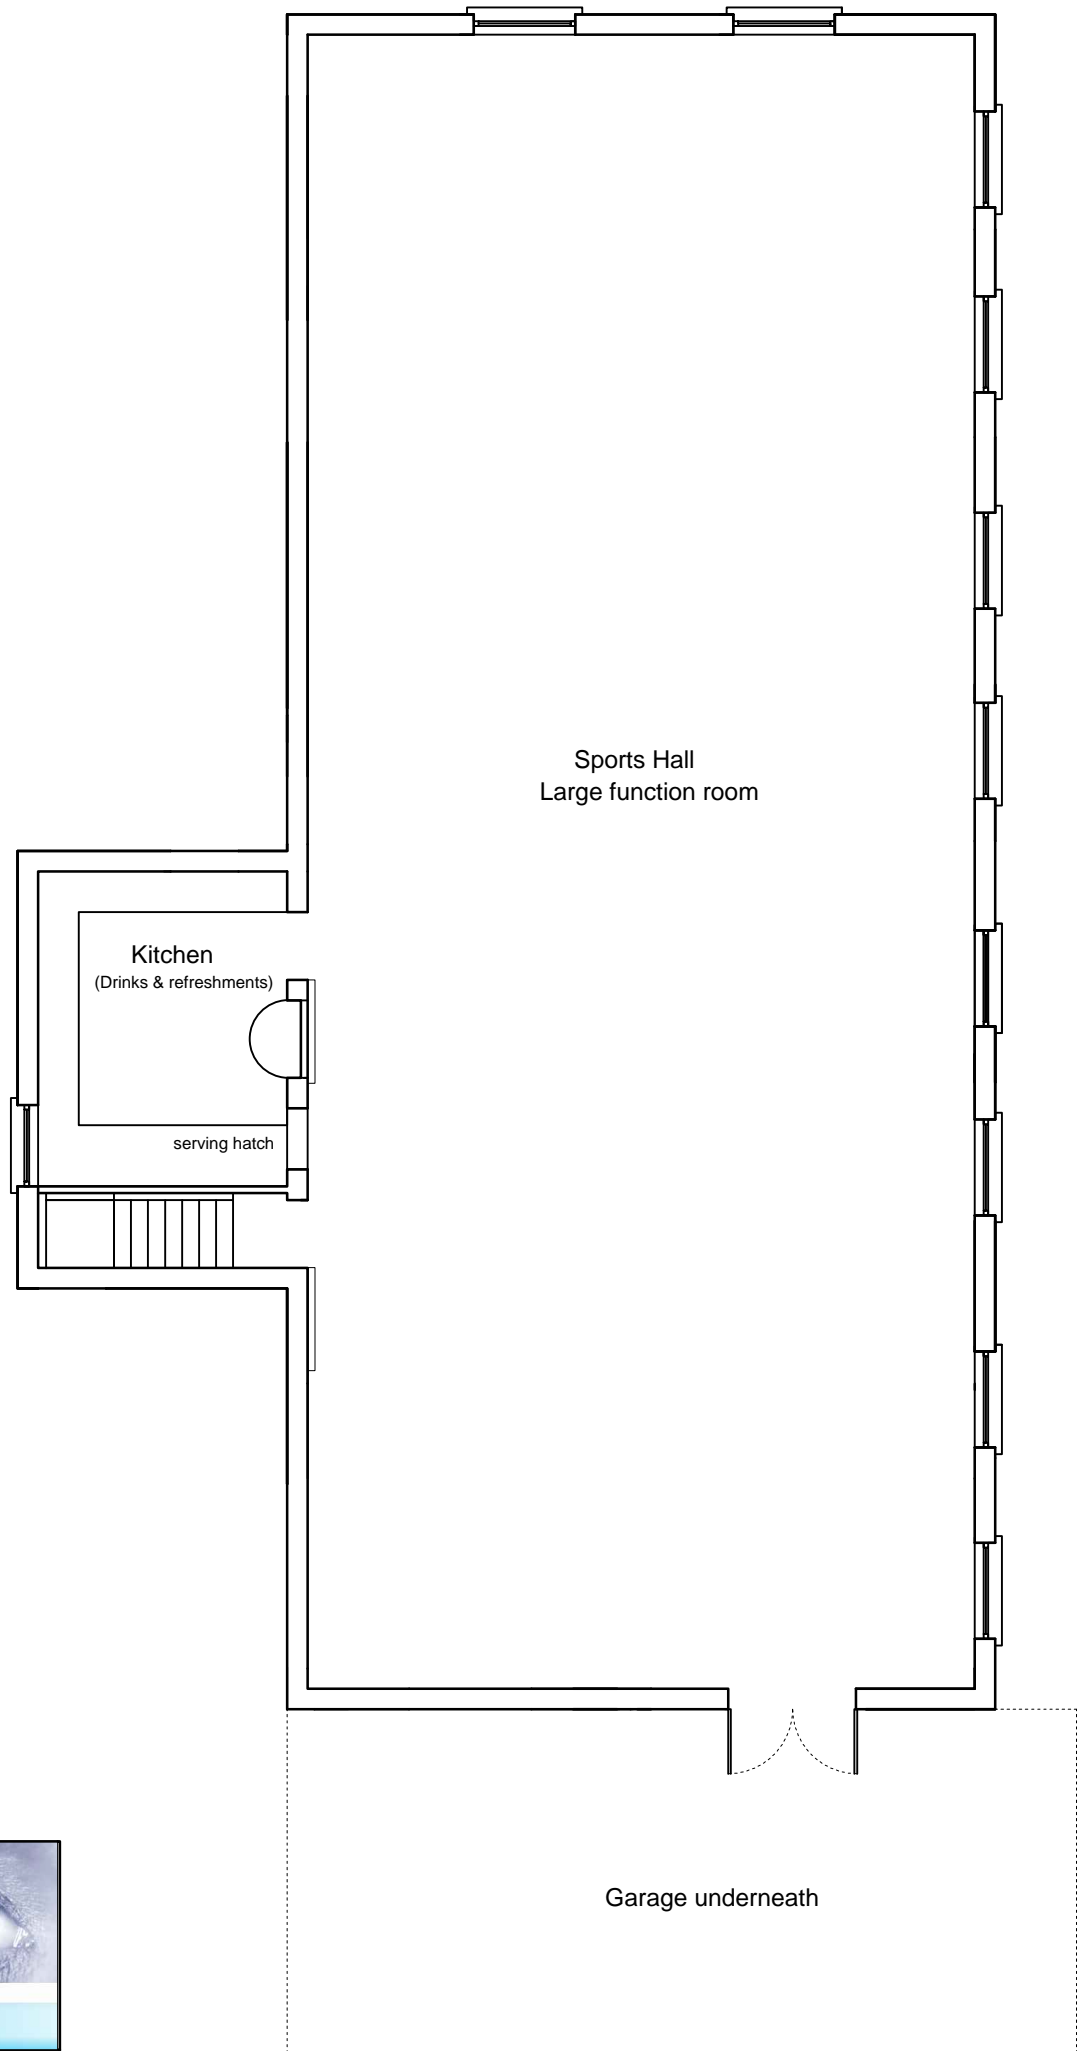 Sports Hall
Large function room
Kitchen
(Drinks & refreshments)
serving hatch
Garage underneath